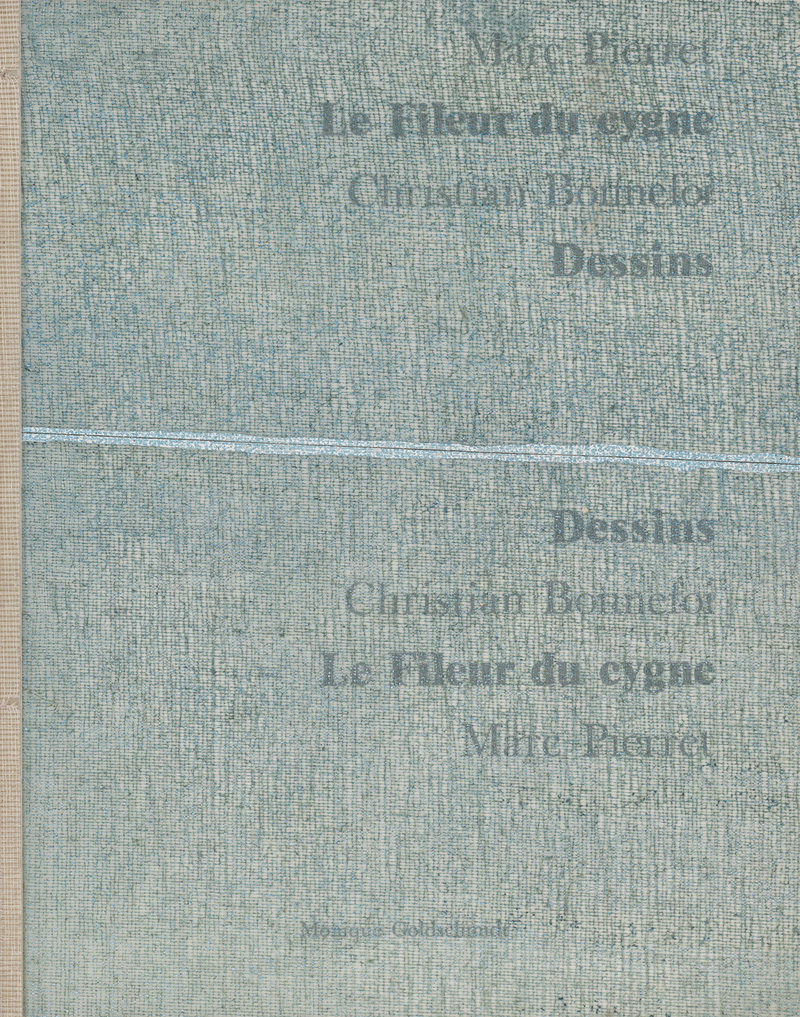 Marc Pierret
Le Fileur du cygne
Christian Bonnefoi
Dessins
Dessins
Christian Bonnefoi
Le Fileur du cygne
Marc Pierret
Monique Goldschmidt